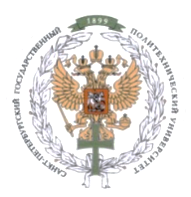 1899
САНКТ-ПЕТЕРБУРГСКИЙ ГОСУДАРСТВЕННЫЙ
ПОЛИТЕХНИЧЕСКИЙ УНИВЕРСИТЕТ